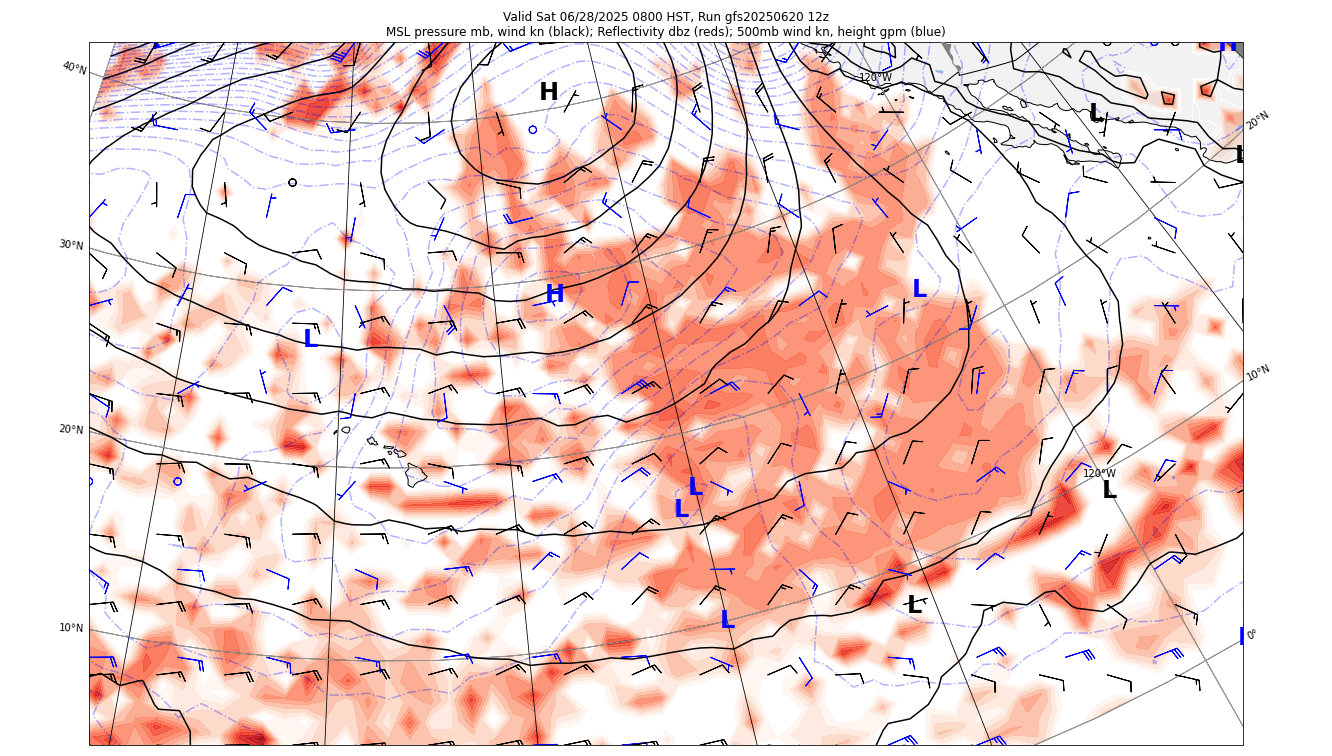 Valid Sat 06/28/2025 0800 HST, Run gfs20250620 12z
MSL pressure mb, wind kn (black); Reflectivity dbz (reds); 500mb wind kn, height gpm (blue)
H
40°N
120°W
H
L
20°N
L
30°N
H
L
L
10°N
20°N
120°W
L
L
L
L
L
10°N
0°